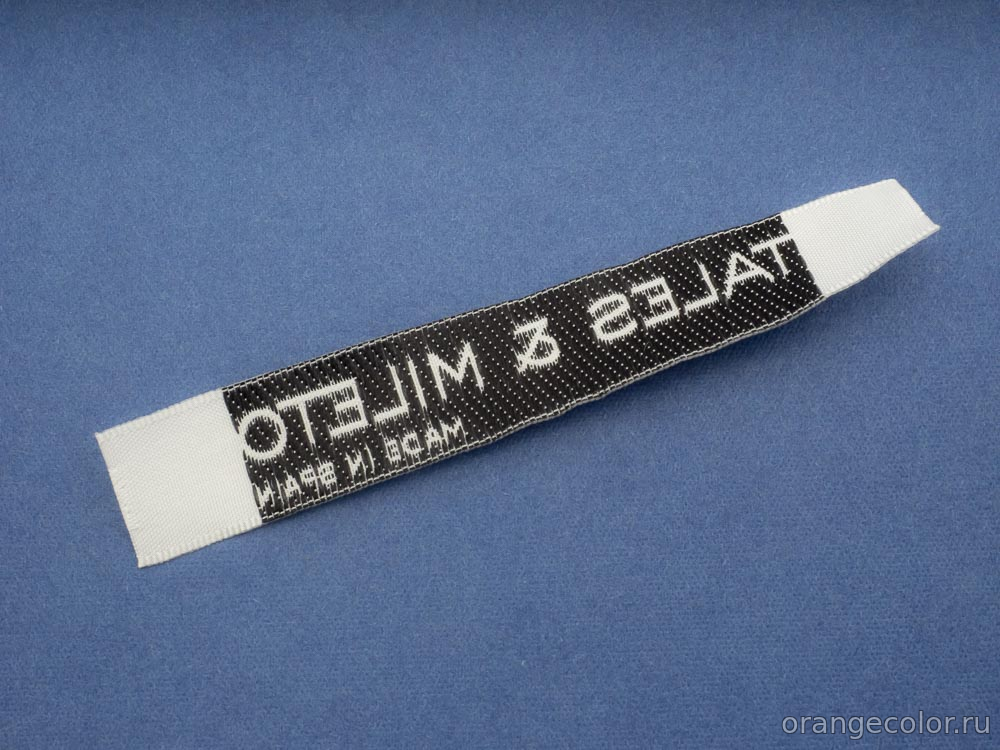 TALES & MILETO
MADE IN SPAIN
orangecolor.ru